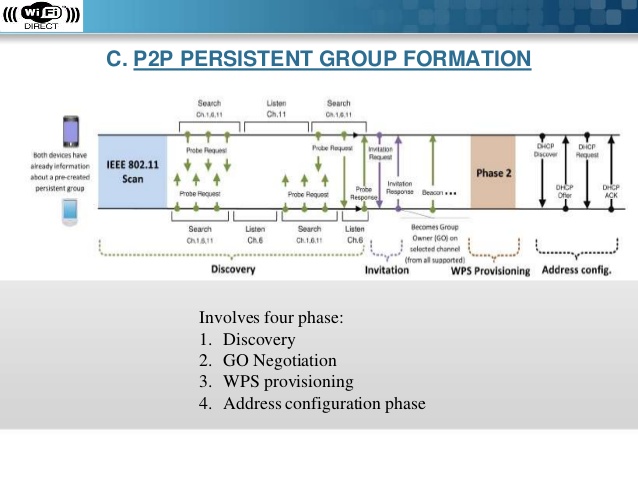 Wi Fi
DIRECT
C. P2P PERSISTENT GROUP FORMATION
Search
Ch.1,6,11
Listen
Ch.11
Search
Ch.1,6,11
Both devices have
already information
about a pre-created
persistent group
IEEE 802.11
Scan
Probe Request
Probe Request
Probe Request
Probe Request
Probe
Response
Invitation
Request
Invitation
Response
Beacon •••
Phase 2
DHCP
Discover
DHCP
Offer
DHCP
Request
DHCP
ACK
Search
Ch.1,6,11
Listen
Ch.6
Search
Ch.1,6,11
Listen
Ch.6
Becomes Group
Owner (GO) on
selected channel
(from all supported)
Discovery
Invitation
WPS Provisioning
Address config.
Involves four phase:
1. Discovery
2. GO Negotiation
3. WPS provisioning
4. Address configuration phase